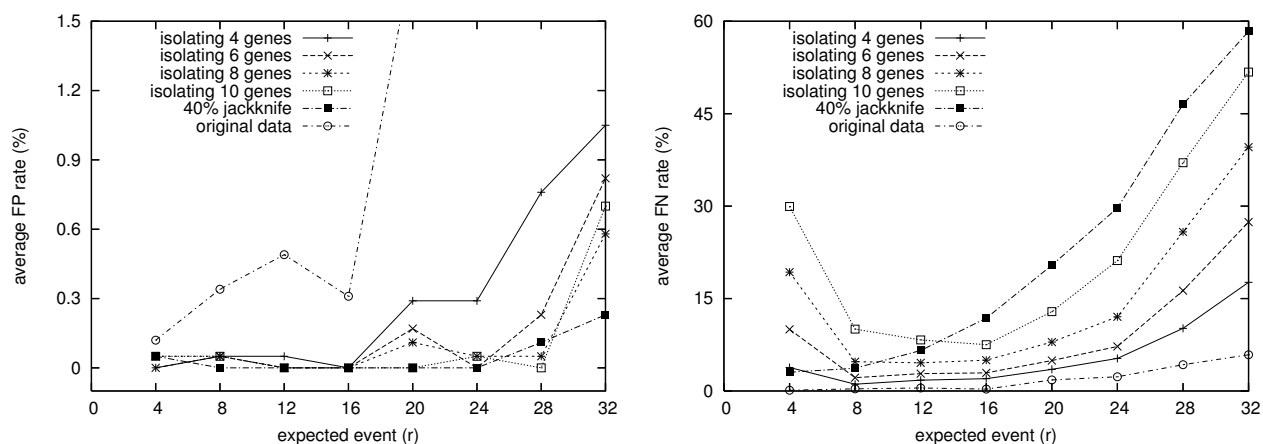 1.5
1.2
0.9
0.6
0.3
0
average FP rate (%)
isolating 4 genes
isolating 6 genes
isolating 8 genes
isolating 10 genes
40% jackknife
original data
0 4 8 12 16 20 24 28 32
expected event (r)
60
45
30
15
0
average FN rate (%)
isolating 4 genes
isolating 6 genes
isolating 8 genes
isolating 10 genes
40% jackknife
original data
0 4 8 12 16 20 24 28 32
expected event (r)